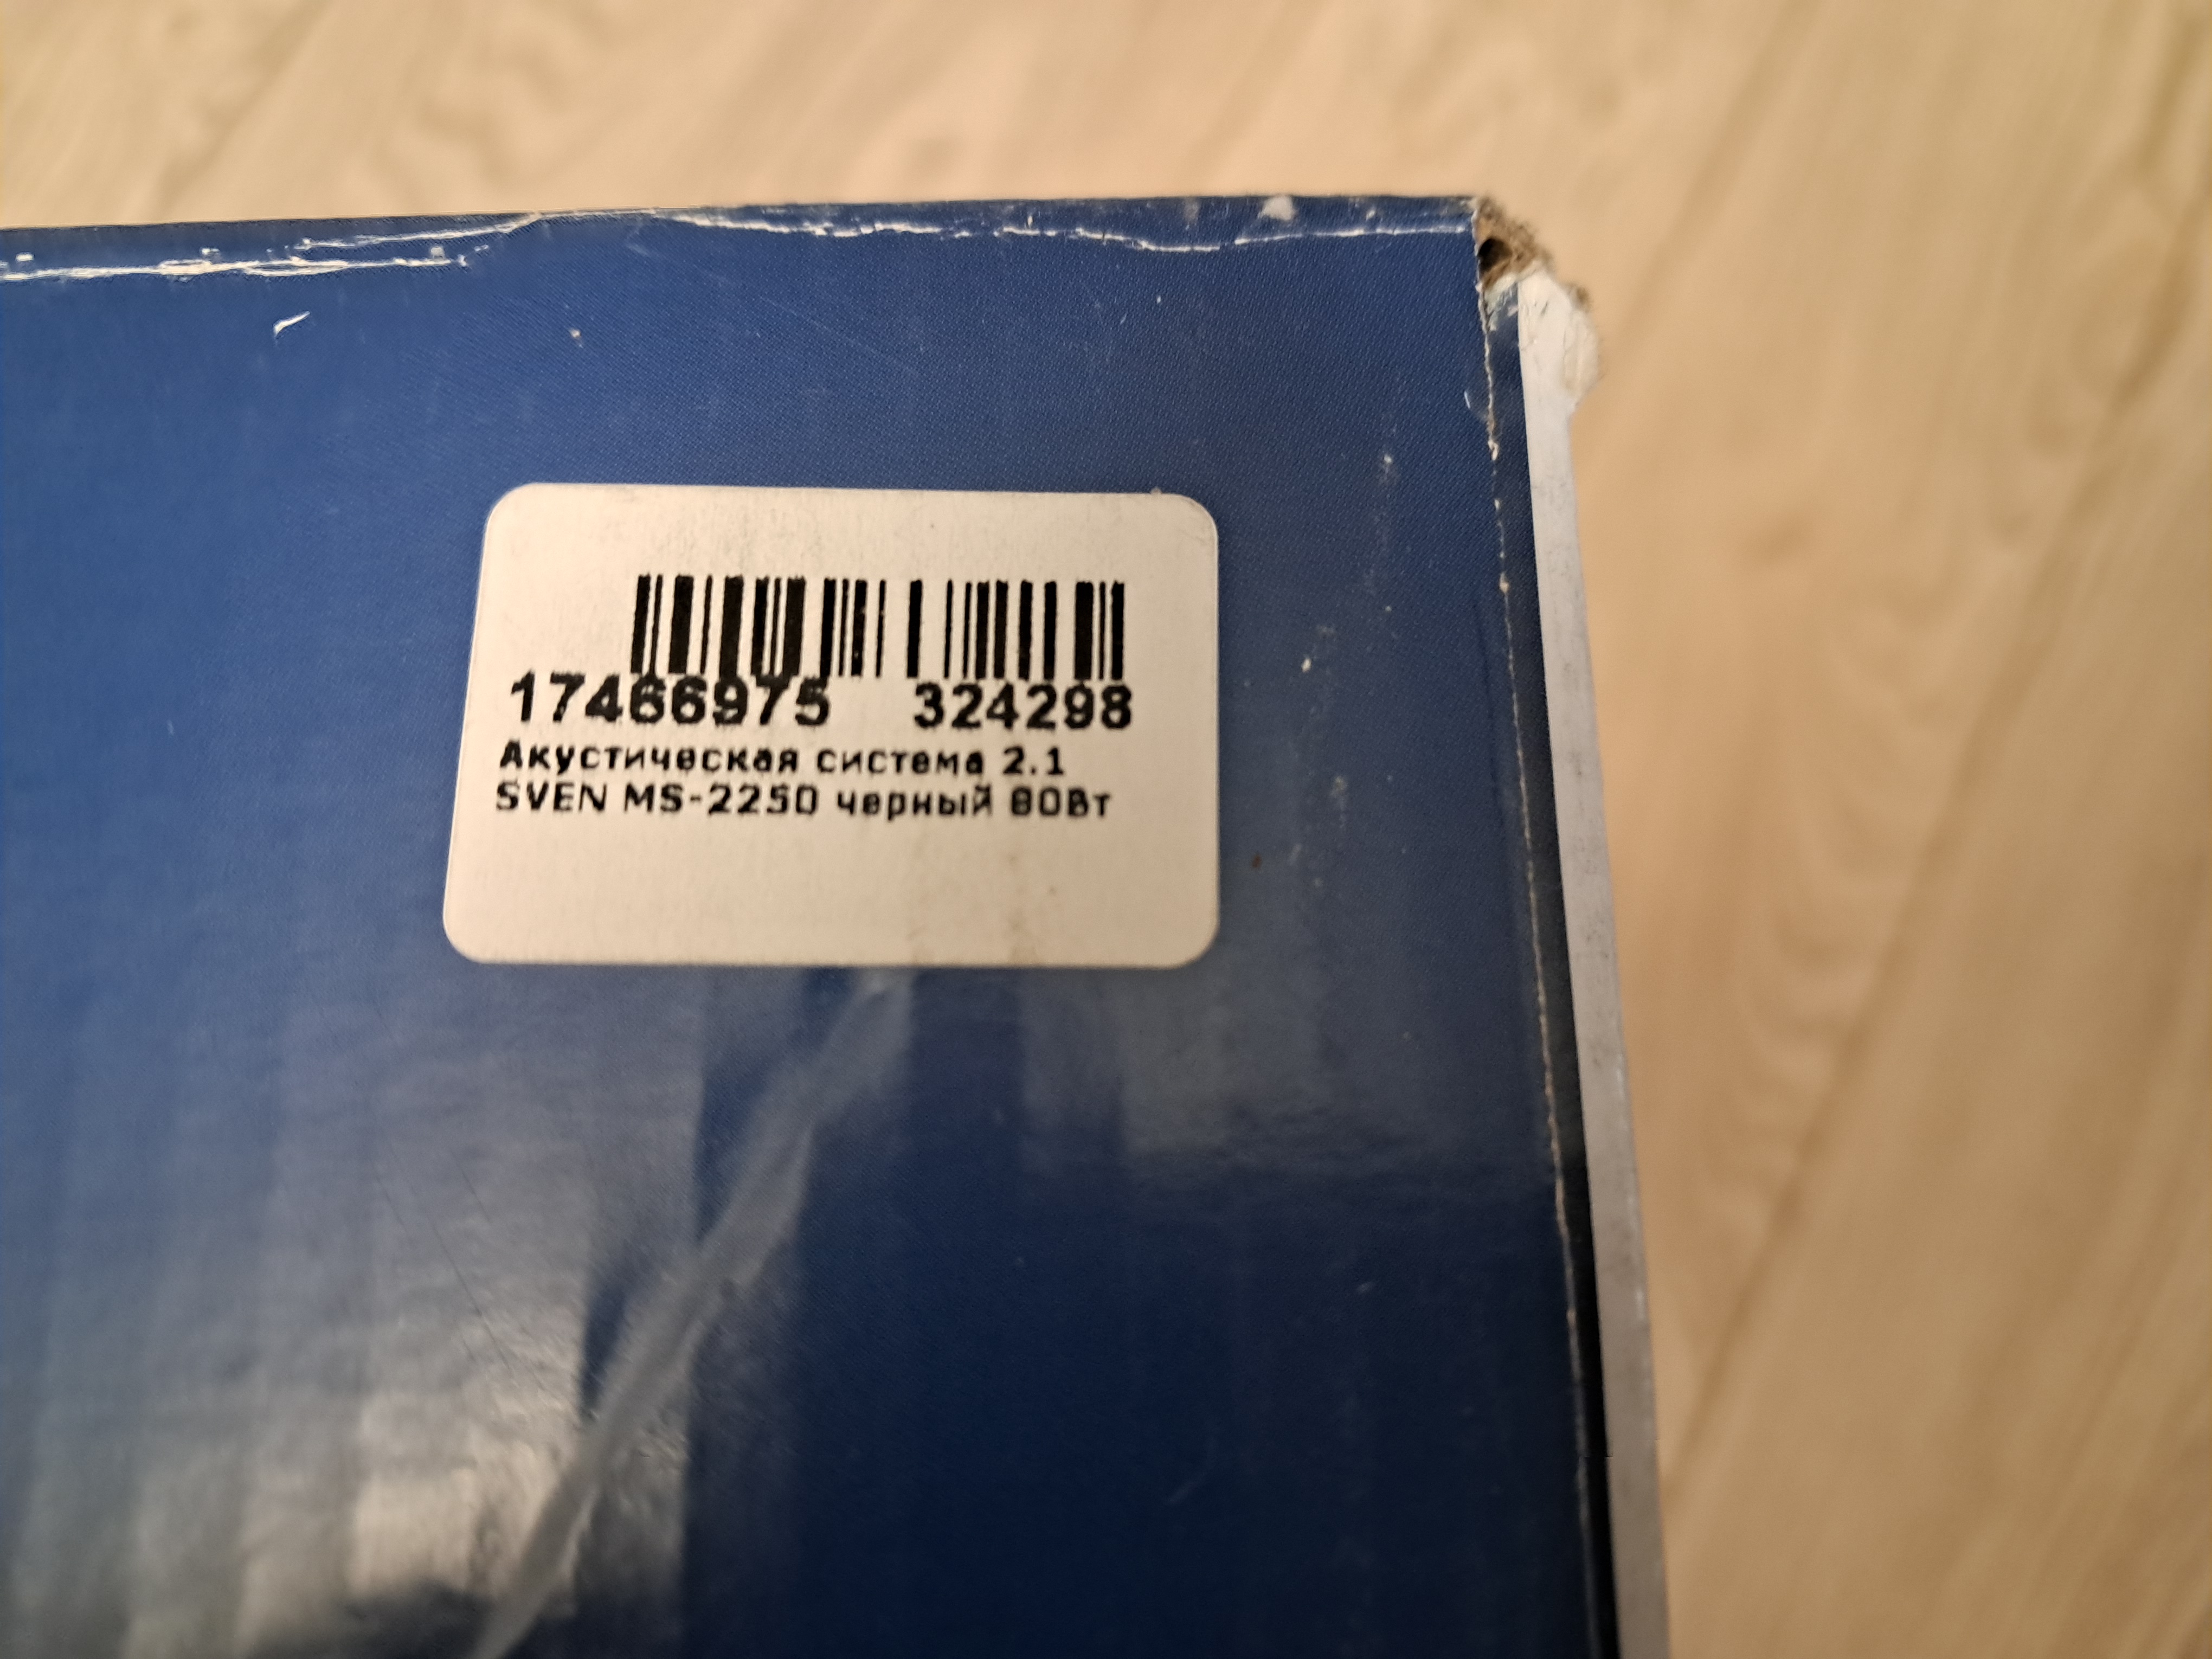 17466975 324298
Акустическая система 2.1
SVEN MS-2250 черный 80Вт